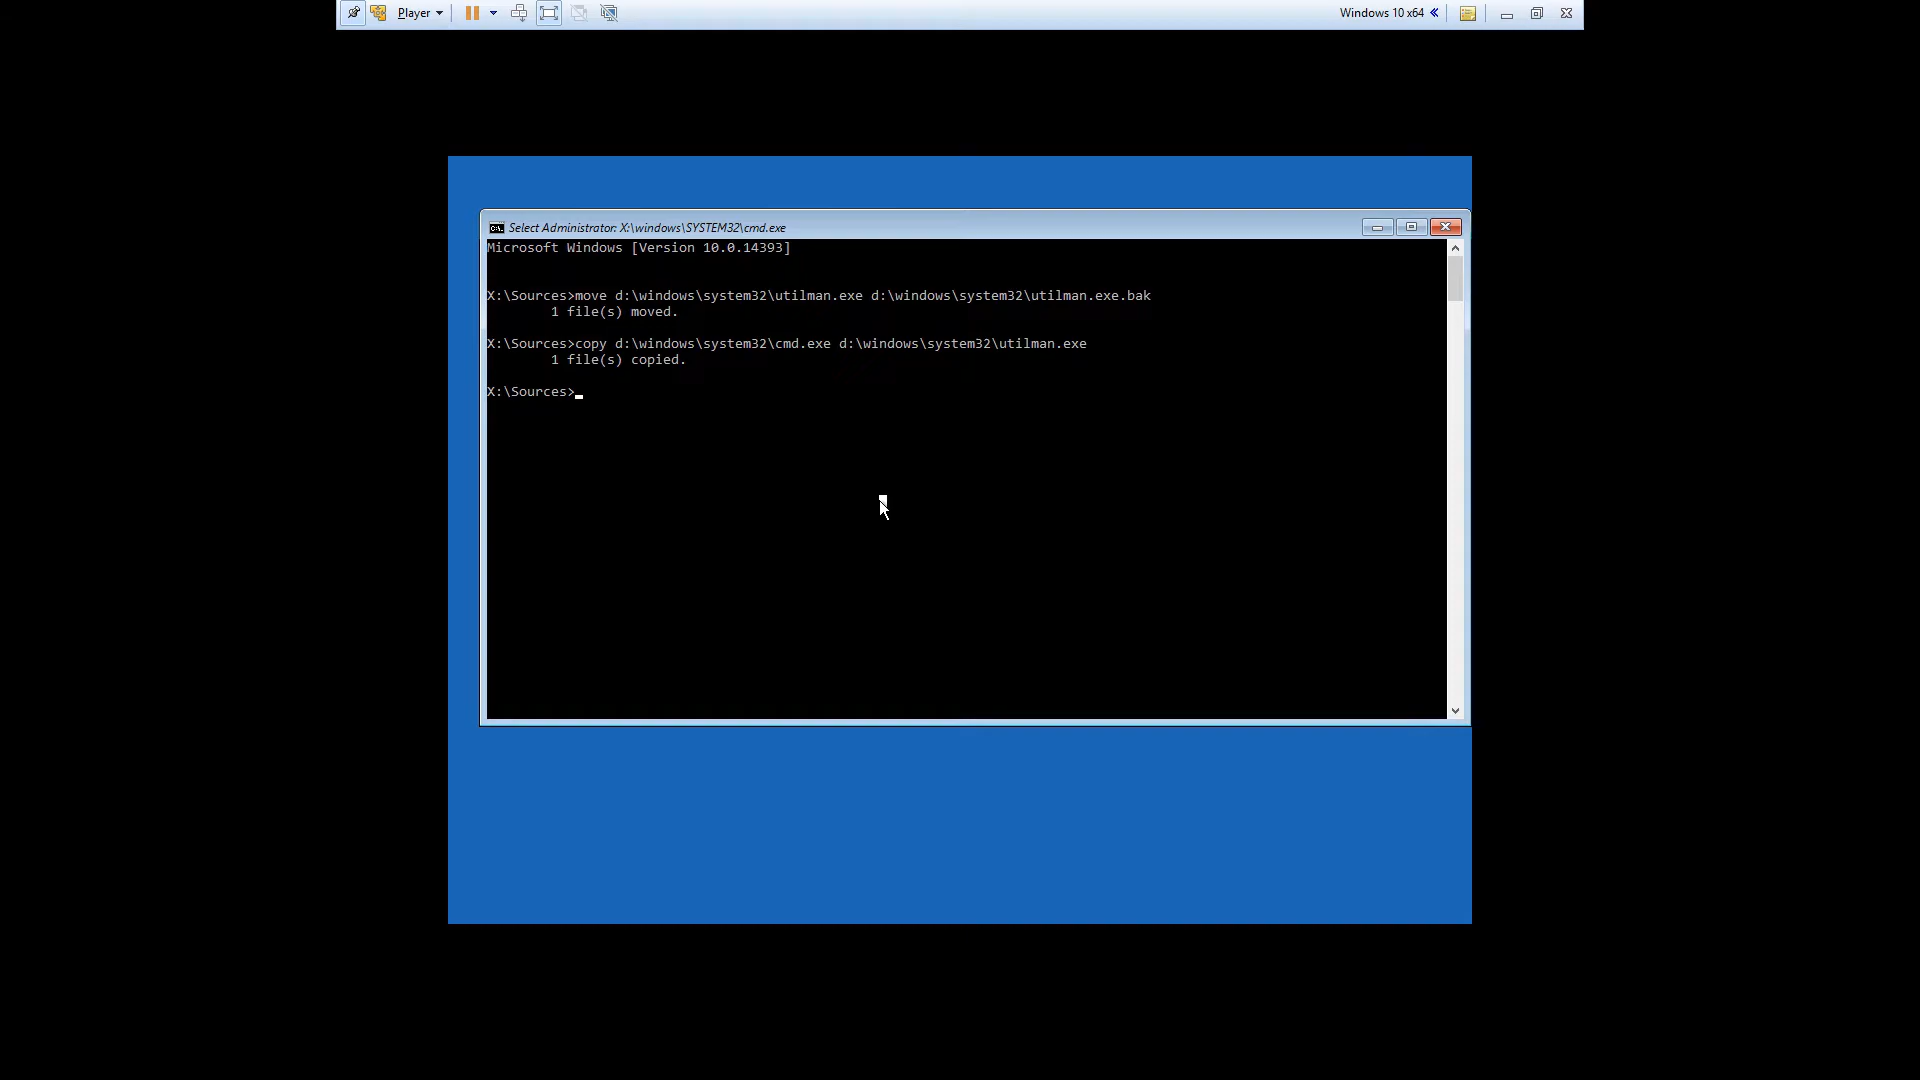 Player
Windows 10 x64
Select Administrator: X:\windows\SYSTEM32\cmd.exe
Microsoft Windows [Version 10.0.14393]
X:\Sources>move d:\windows\system32\utilman.exe d:\windows\system32\utilman.exe.bak
1 file(s) moved.
X:\Sources>copy d:\windows\system32\cmd.exe d:\windows\system32\utilman.exe
1 file(s) copied.
X:\Sources>